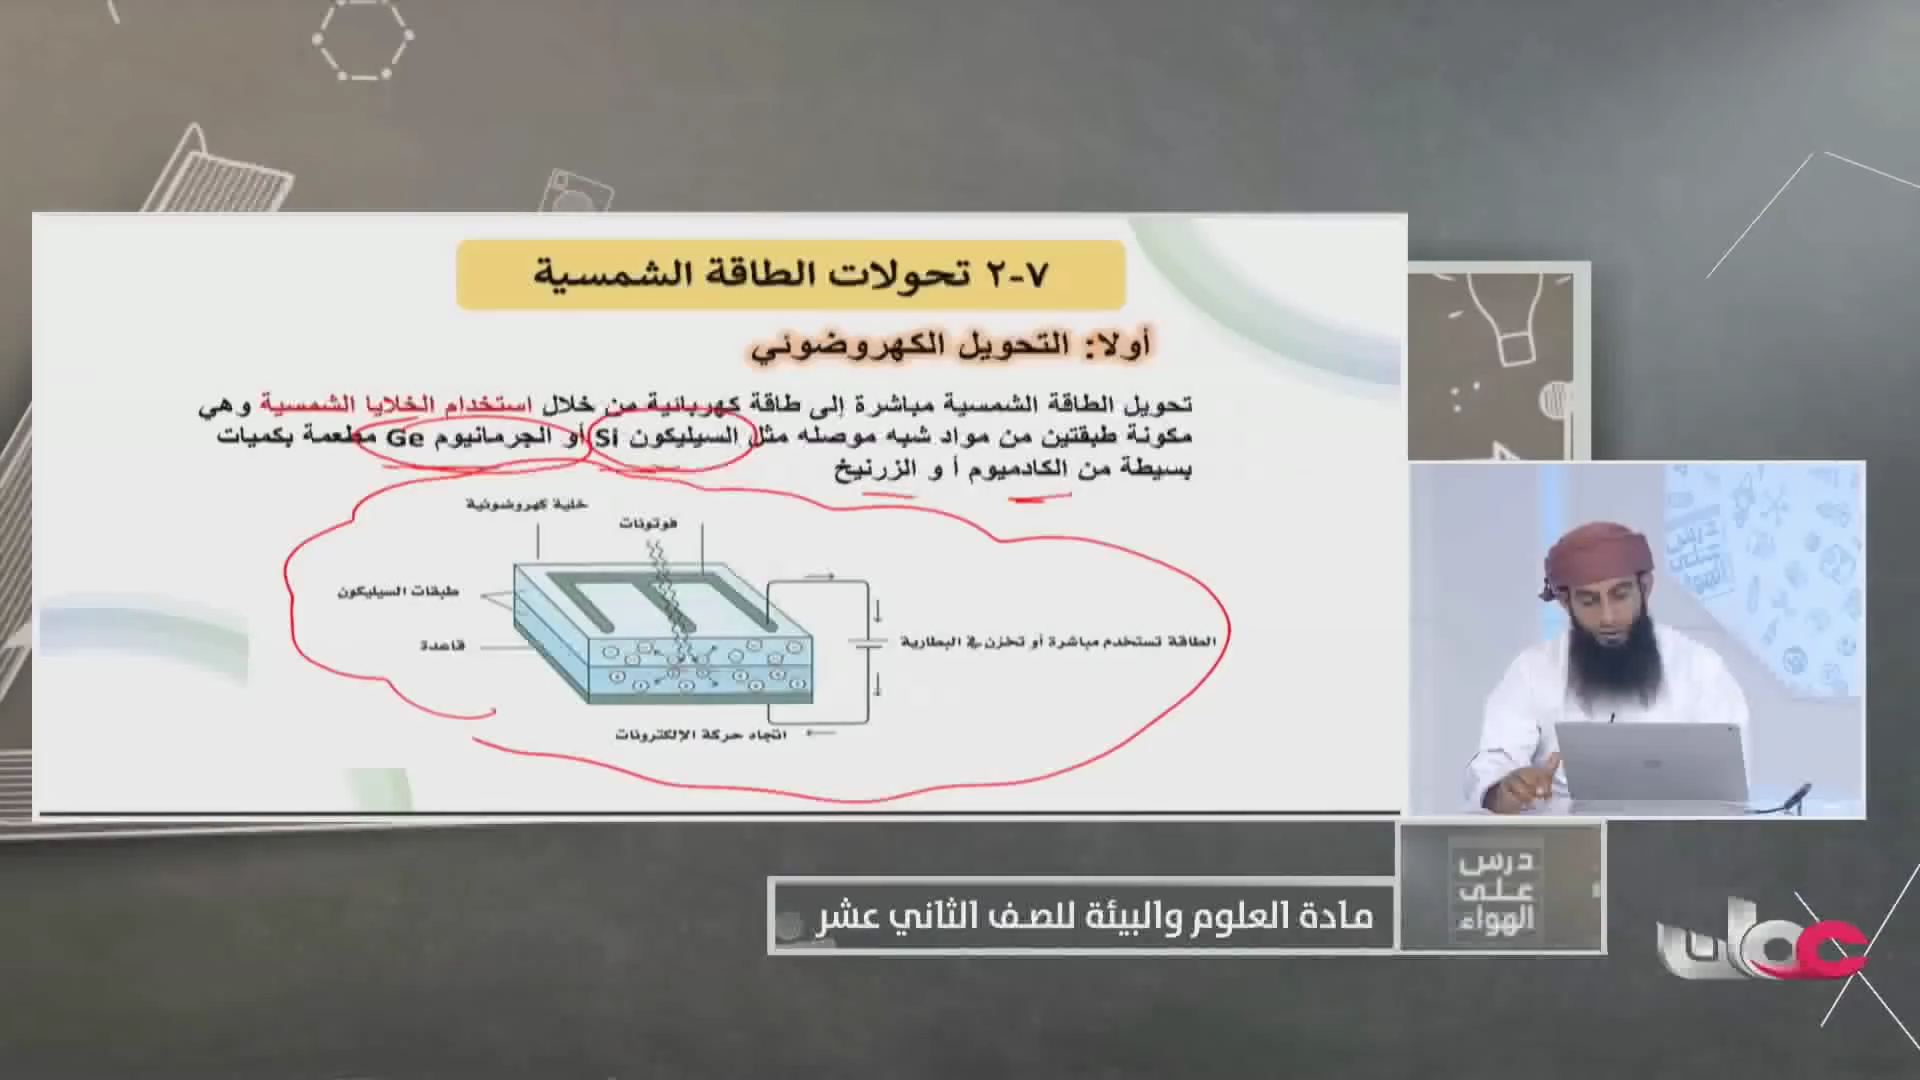 ٧-٢ تحولات الطاقة الشمسية
أولا: التحويل الكهروضوئي
تحويل الطاقة الشمسية مباشرة إلى طاقة كهربائية من خلال استخدام الخلايا الشمسية وهي
مكونة طبقتين من مواد شبه موصله مثل السيليكون Si أو الجرمانيوم Ge مطعمة بكميات
بسيطة من الكادميوم أ و الزرنيخ
خلية كهروضوئية
فوتونات
طبقات السيليكون
قاعدة
الطاقة تستخدم مباشرة أو تخزن في البطارية
اتجاه حركة الإلكترونات
درس
على
الهواء
درس
على
الهواء
مادة العلوم والبيئة للصف الثاني عشر
عمان